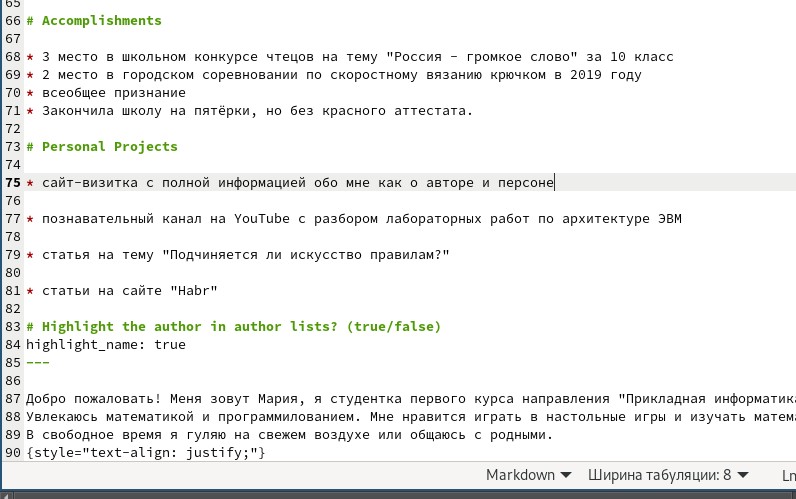 65
66 # Accomplishments
67
68 * 3 место в школьном конкурсе чтецов на тему "Россия - громкое слово" за 10 класс
69 * 2 место в городском соревновании по скоростному вязанию крючком в 2019 году
70 * всеобщее признание
71 * Закончила школу на пятёрки, но без красного аттестата.
72
73 # Personal Projects
74
75 * сайт-визитка с полной информацией обо мне как о авторе и персоне
76
77 * познавательный канал на YouTube с разбором лабораторных работ по архитектуре ЭВМ
78
79 * статья на тему "Подчиняется ли искусство правилам?"
80
81 * статьи на сайте "Habr"
82
83 # Highlight the author in author lists? (true/false)
84 highlight_name: true
85 ---
86
87 Добро пожаловать! Меня зовут Мария, я студентка первого курса направления "Прикладная информатик
88 Увлекаюсь математикой и программилованием. Мне нравится играть в настольные игры и изучать матем
89 В свободное время я гуляю на свежем воздухе или общаюсь с родными.
90 {style="text-align: justify;"}
Markdown Ширина табуляции: 8 Ln